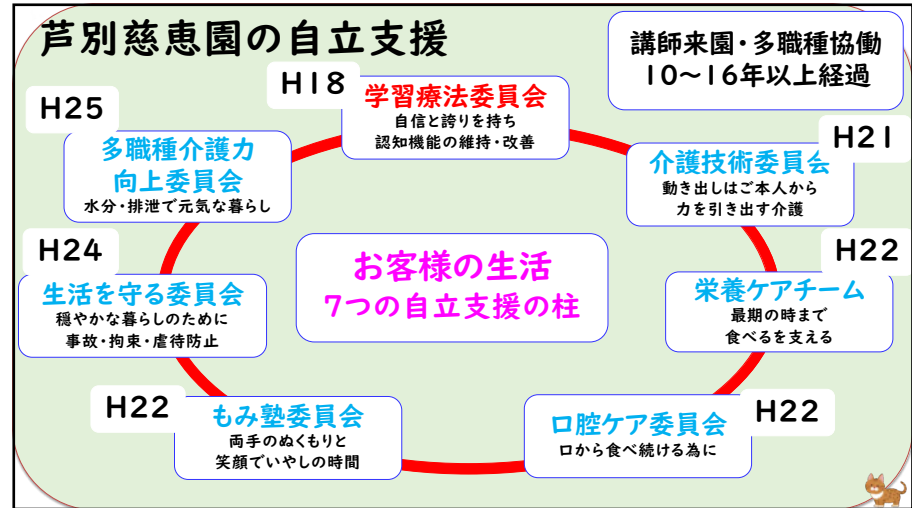 芦別慈恵園の自立支援
講師来園・多職種協働
10～16年以上経過
H18
学習療法委員会
自信と誇りを持ち
認知機能の維持・改善
H21
介護技術委員会
動き出しはご本人から
力を引き出す介護
H22
栄養ケアチーム
最期の時まで
食べるを支える
H22
口腔ケア委員会
口から食べ続ける為に
H22
もみ塾委員会
両手のぬくもりと
笑顔でいやしの時間
H24
生活を守る委員会
穏やかな暮らしのために
事故・拘束・虐待防止
H25
多職種介護力
向上委員会
水分・排泄で元気な暮らし
お客様の生活
7つの自立支援の柱